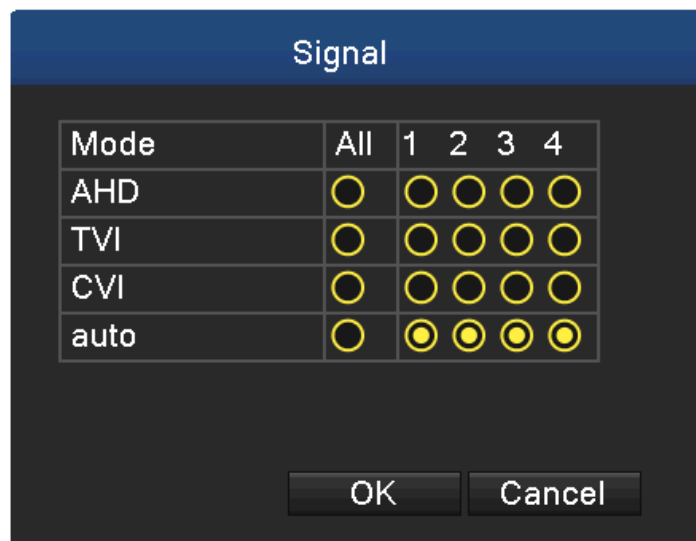 Signal
Mode All 1 2 3 4
AHD
TVI
CVI
auto
OK Cancel